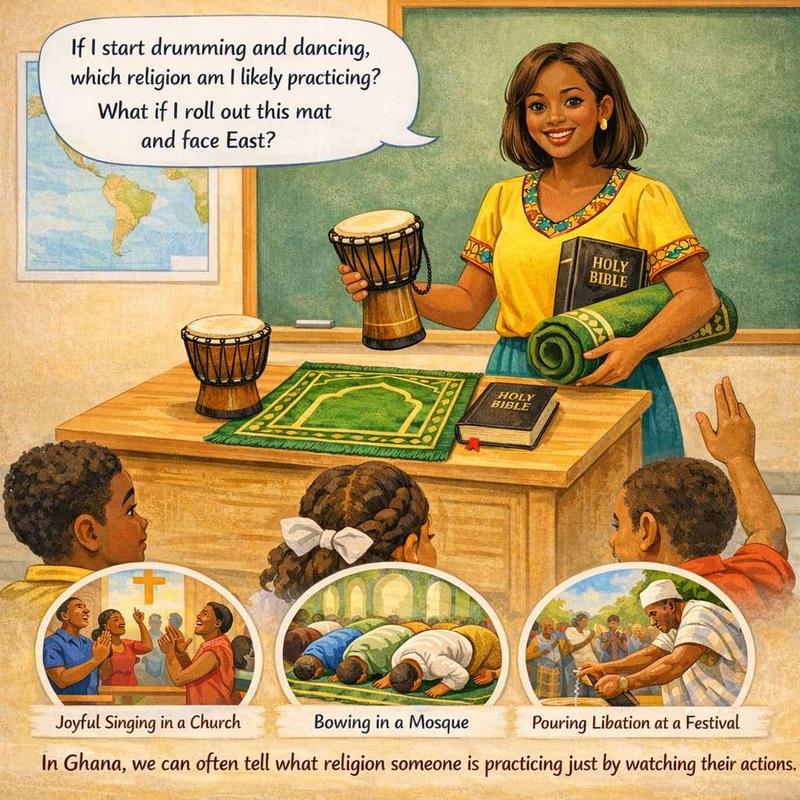 If I start drumming and dancing,
which religion am I likely practicing?
What if I roll out this mat
and face East?
HOLY
BIBLE
HOLY
BIBLE
Joyful Singing in a Church
Bowing in a Mosque
Pouring Libation at a Festival
In Ghana, we can often tell what religion someone is practicing just by watching their actions.